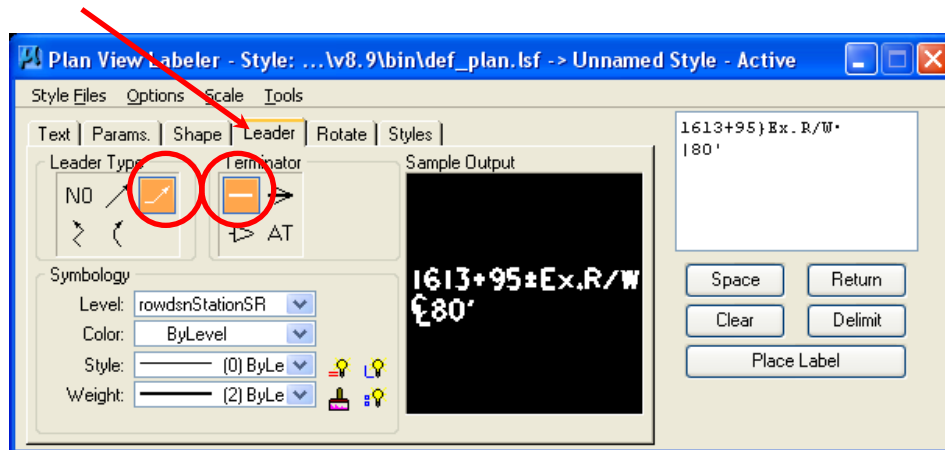 Plan View Labeler - Style: ...\v8.9\bin\def_plan.lsf -> Unnamed Style - Active
Style Files Options Scale Tools
Text Params. Shape Leader Rotate Styles
Leader Type Terminator Sample Output
NO
AT
1613+95±Ex.R/W
℄80'
Symbology
Level: rowdsnStationSR
Color: ByLevel
Style: (0) ByLe
Weight: (2) ByLe
1613+95}Ex.R/W·
|80'
Space Return
Clear Delimit
Place Label